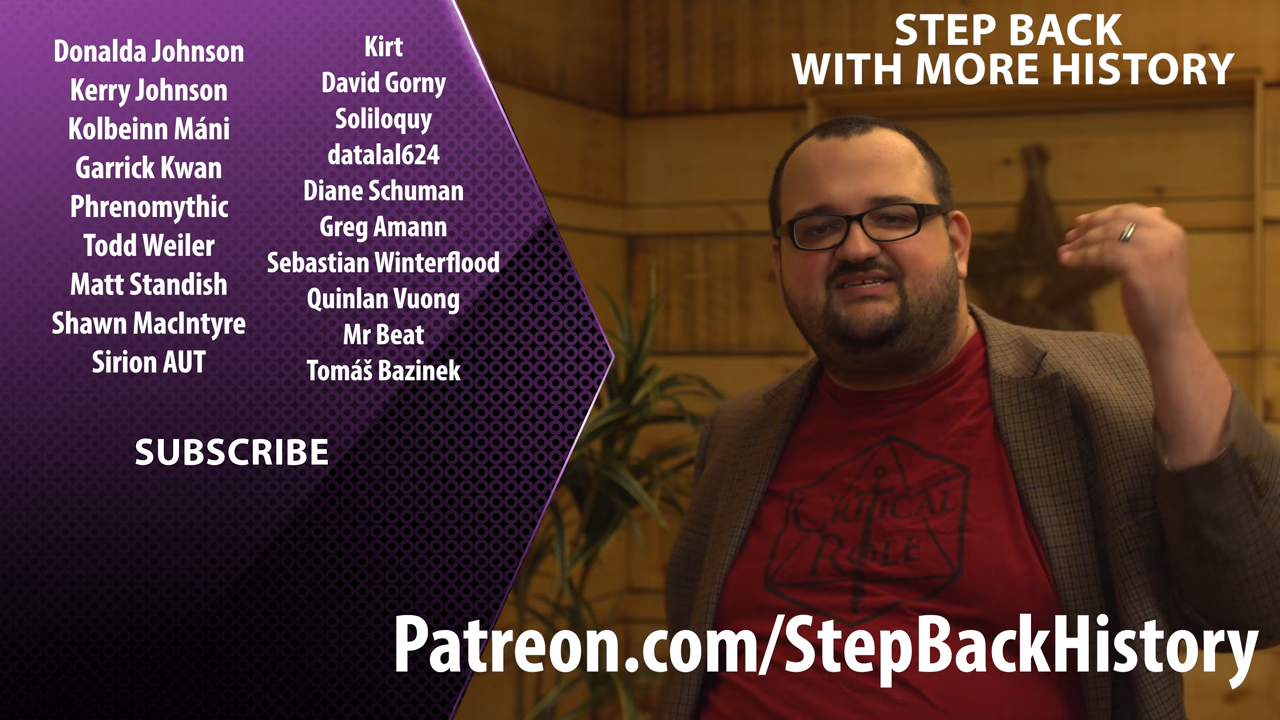 Donalda Johnson
Kerry Johnson
Kolbeinn Máni
Garrick Kwan
Phrenomythic
Todd Weiler
Matt Standish
Shawn MacIntyre
Sirion AUT
Kirt
David Gorny
Soliloquy
datalal624
Diane Schuman
Greg Amann
Sebastian Winterflood
Quinlan Vuong
Mr Beat
Tomáš Bazinek
SUBSCRIBE
STEP BACK
WITH MORE HISTORY
CRITICAL
ROLE
Patreon.com/StepBackHistory